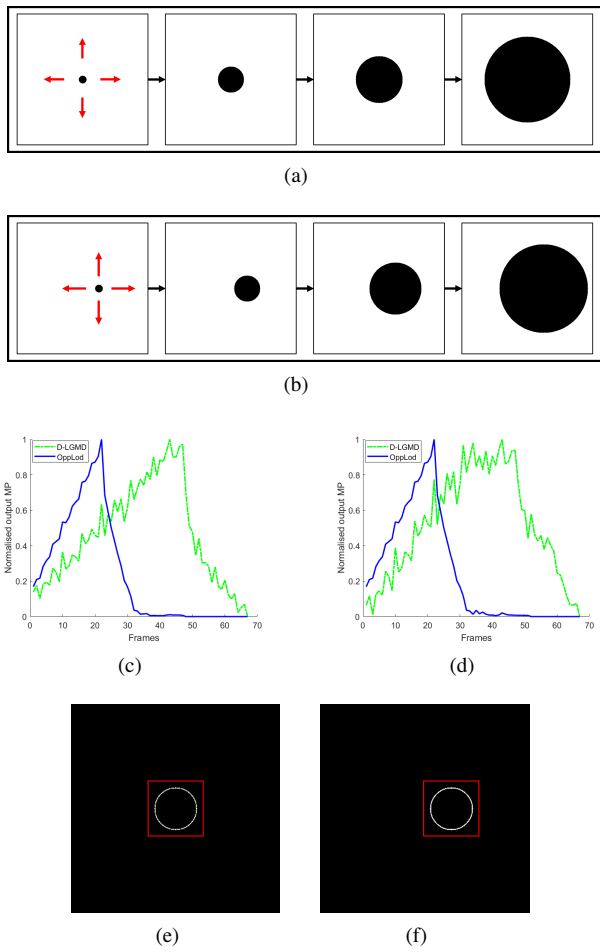 (a)
(b)
Normalised output MP
1
0.8
0.6
0.4
0.2
0
D-LGMD
OppLod
0 10 20 30 40 50 60 70
Frames
(c)
Normalised output MP
1
0.8
0.6
0.4
0.2
0
D-LGMD
OppLod
0 10 20 30 40 50 60 70
Frames
(d)
(e)
(f)